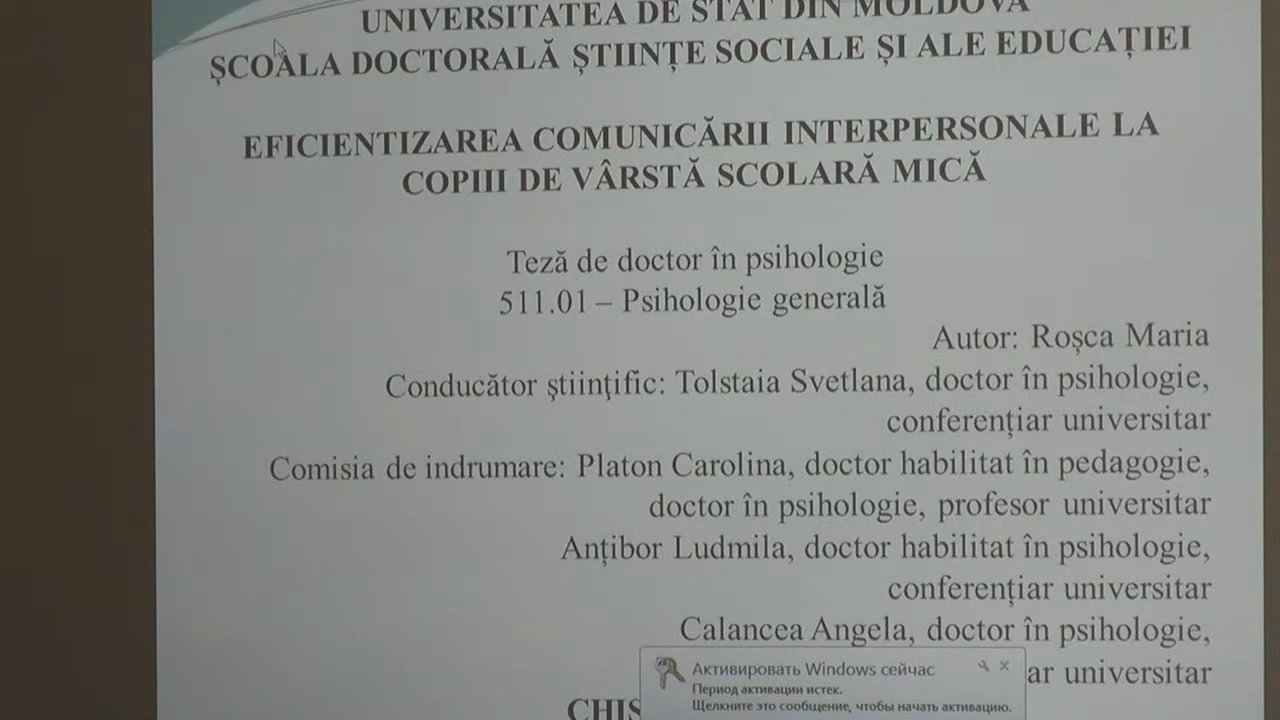 UNIVERSITATEA DE STAT DIN MOLDOVA
ȘCOALA DOCTORALĂ ȘTIINȚE SOCIALE ȘI ALE EDUCAȚIEI
EFICIENTIZAREA COMUNICĂRII INTERPERSONALE LA
COPIII DE VÂRSTĂ SCOLARĂ MICĂ
Teză de doctor în psihologie
511.01 – Psihologie generală
Autor: Roșca Maria
Conducător ştiinţific: Tolstaia Svetlana, doctor în psihologie,
conferențiar universitar
Comisia de indrumare: Platon Carolina, doctor habilitat în pedagogie,
doctor în psihologie, profesor universitar
Anțibor Ludmila, doctor habilitat în psihologie,
conferențiar universitar
Calancea Angela, doctor în psihologie,
ar universitar
CHIS
Активировать Windows сейчас
Период активации истек.
Щелкните это сообщение, чтобы начать активацию.